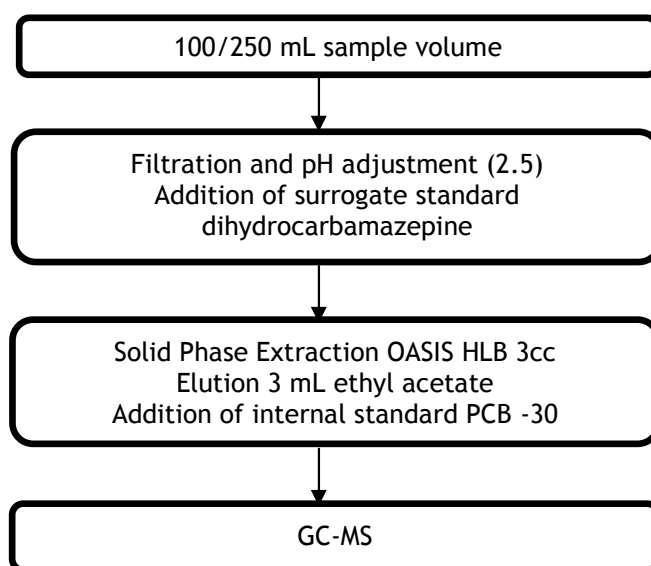 100/250 mL sample volume
Filtration and pH adjustment (2.5)
Addition of surrogate standard
dihydrocarbamazepine
Solid Phase Extraction OASIS HLB 3cc
Elution 3 mL ethyl acetate
Addition of internal standard PCB -30
GC-MS